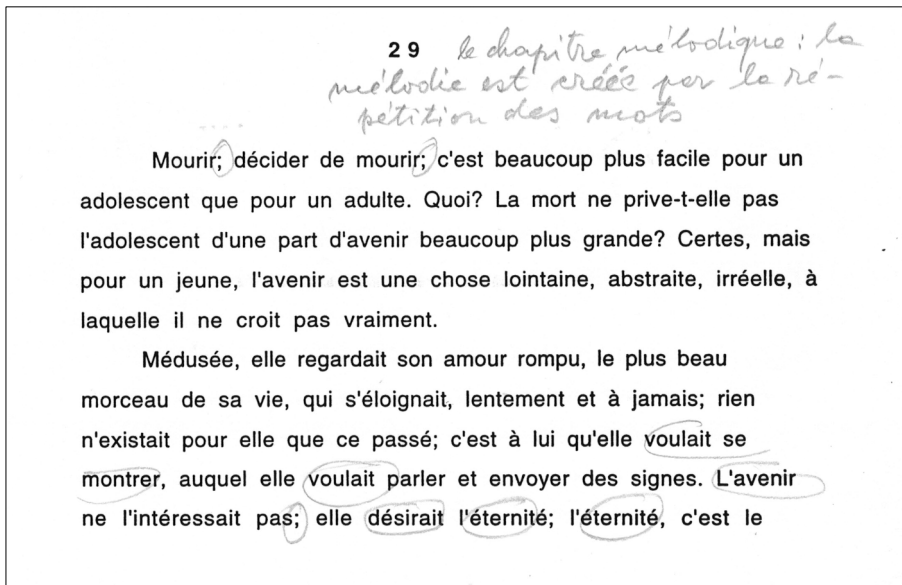 29 le chapitre mélodique : la
mélodie est créée par la ré-
pétition des mots
Mourir; décider de mourir; c'est beaucoup plus facile pour un
adolescent que pour un adulte. Quoi? La mort ne prive-t-elle pas
l'adolescent d'une part d'avenir beaucoup plus grande? Certes, mais
pour un jeune, l'avenir est une chose lointaine, abstraite, irréelle, à
laquelle il ne croit pas vraiment.
Médusée, elle regardait son amour rompu, le plus beau
morceau de sa vie, qui s'éloignait, lentement et à jamais; rien
n'existait pour elle que ce passé; c'est à lui qu'elle voulait se
montrer, auquel elle voulait parler et envoyer des signes. L'avenir
ne l'intéressait pas; elle désirait l'éternité; l'éternité, c'est le